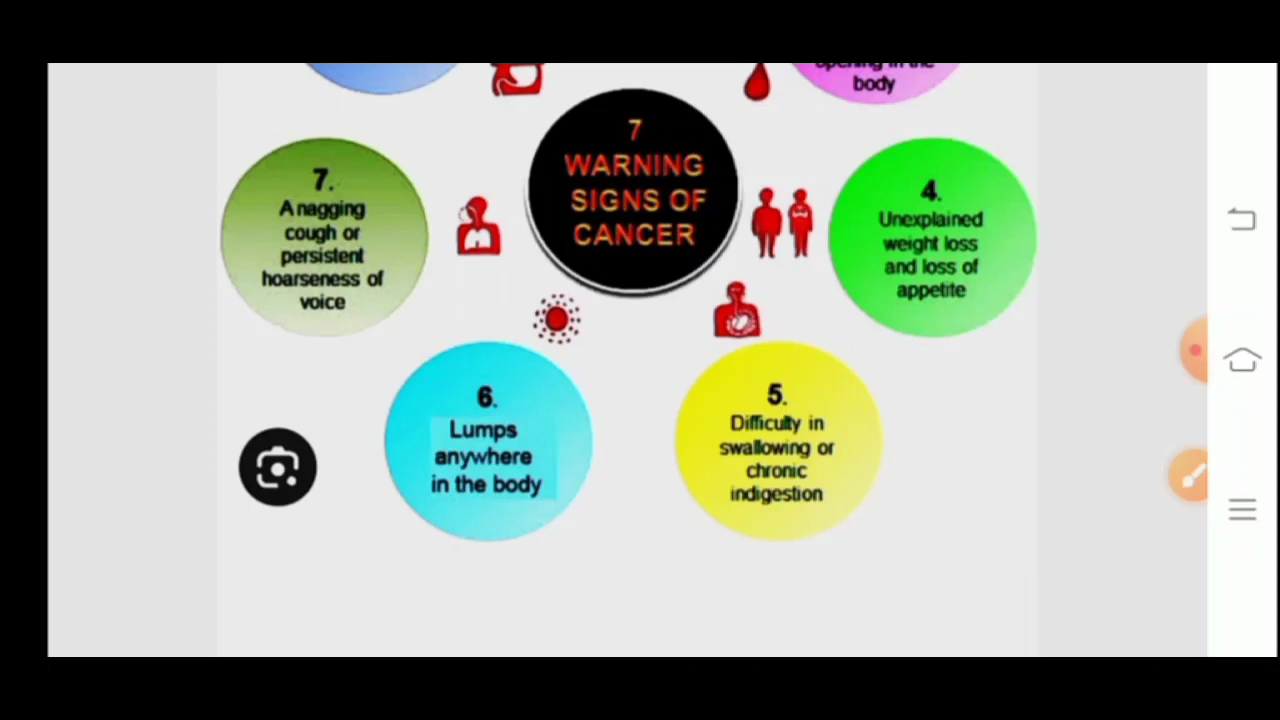 body
7
WARNING
SIGNS OF
CANCER
7.
A nagging
cough or
persistent
hoarseness of
voice
4.
Unexplained
weight loss
and loss of
appetite
6.
Lumps
anywhere
in the body
5.
Difficulty in
swallowing or
chronic
indigestion